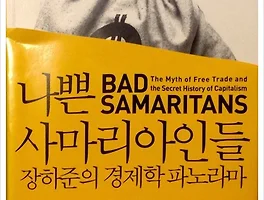 나쁜 BAD SAMARITANS
The Myth of Free Trade and
the Secret History of Capitalism
사마리아인들
장하준의 경제학 파노라마